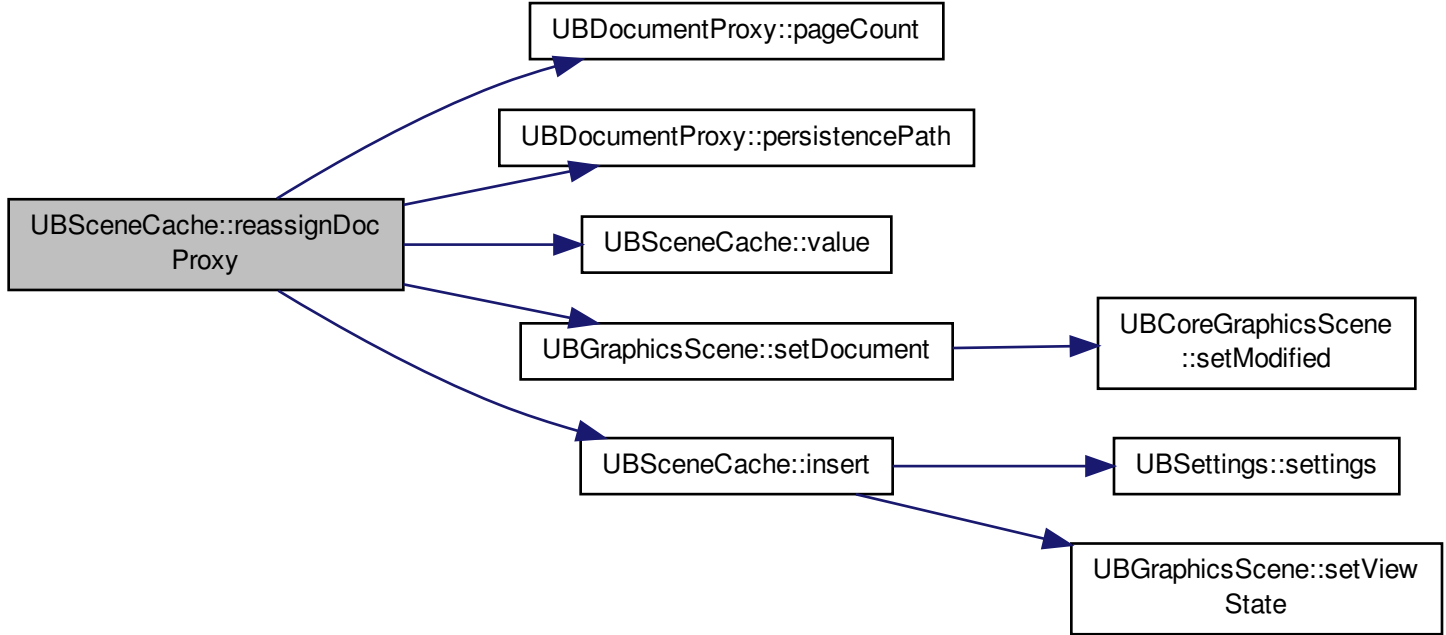 UBDocumentProxy::pageCount
UBDocumentProxy::persistencePath
UBSceneCache::reassignDoc
Proxy
UBSceneCache::value
UBGraphicsScene::setDocument
UBCoreGraphicsScene
::setModified
UBSceneCache::insert
UBSettings::settings
UBGraphicsScene::setView
State